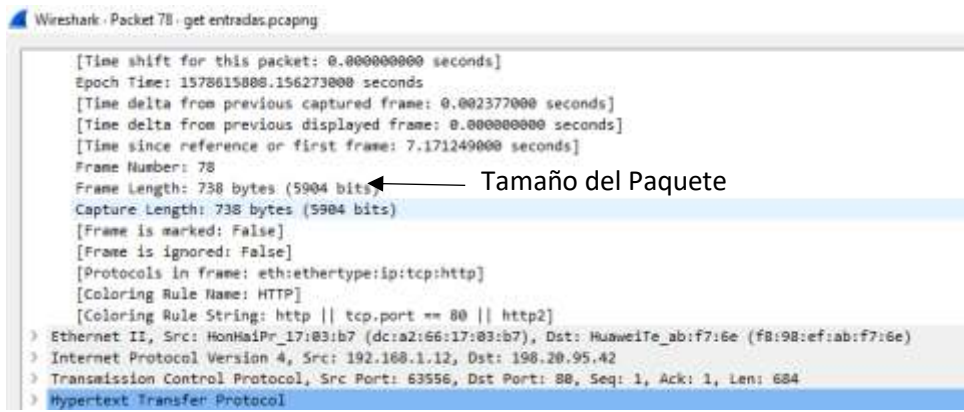 Wireshark · Packet 78 · get entradas.pcapng
[Time shift for this packet: 0.000000000 seconds]
Epoch Time: 1578615808.156273000 seconds
[Time delta from previous captured frame: 0.002377000 seconds]
[Time delta from previous displayed frame: 0.000000000 seconds]
[Time since reference or first frame: 7.171249000 seconds]
Frame Number: 78
Frame Length: 738 bytes (5904 bits)
Tamaño del Paquete
Capture Length: 738 bytes (5904 bits)
[Frame is marked: False]
[Frame is ignored: False]
[Protocols in frame: eth:ethertype:ip:tcp:http]
[Coloring Rule Name: HTTP]
[Coloring Rule String: http || tcp.port == 80 || http2]
Ethernet II, Src: HonHaiPr_17:03:b7 (dc:a2:66:17:03:b7), Dst: HuaweiTe_ab:f7:6e (f8:98:ef:ab:f7:6e)
Internet Protocol Version 4, Src: 192.168.1.12, Dst: 198.20.95.42
Transmission Control Protocol, Src Port: 63556, Dst Port: 80, Seq: 1, Ack: 1, Len: 684
Hypertext Transfer Protocol